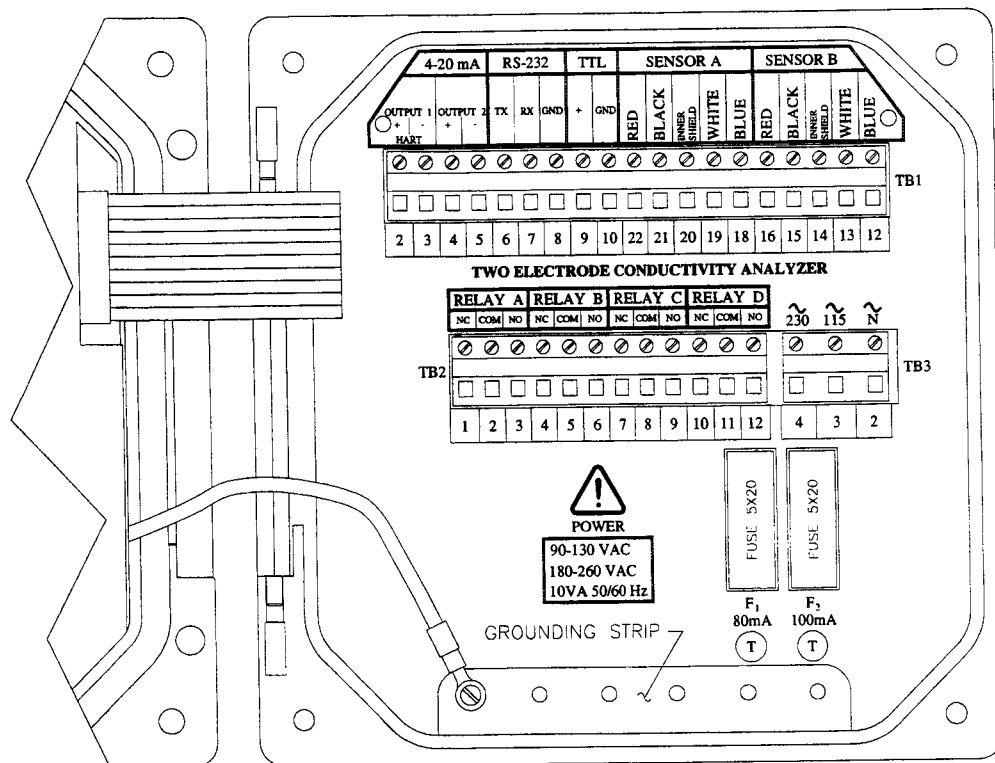 4-20 mA RS-232 TTL SENSOR A SENSOR B
OUTPUT 1 OUTPUT 2 TX RX GND + GND RED BLACK INNER SHIELD WHITE BLUE RED BLACK INNER SHIELD WHITE BLUE
+ - + -
HART
TB1
2 3 4 5 6 7 8 9 10 22 21 20 19 18 16 15 14 13 12
TWO ELECTRODE CONDUCTIVITY ANALYZER
RELAY A RELAY B RELAY C RELAY D
NC COM NO NC COM NO NC COM NO NC COM NO
230 115 N
TB2
TB3
1 2 3 4 5 6 7 8 9 10 11 12
4 3 2
FUSE 5X20
FUSE 5X20
POWER
90-130 VAC
180-260 VAC
10VA 50/60 Hz
F₁
80mA
T
F₂
100mA
T
GROUNDING STRIP